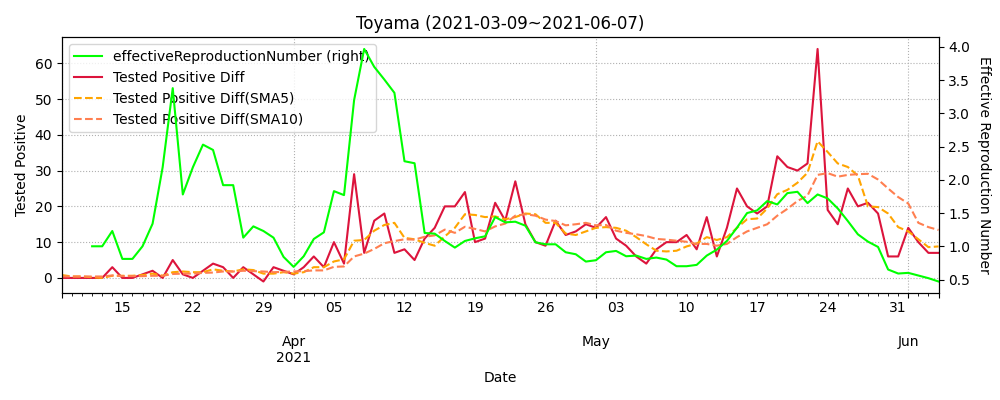 Toyama (2021-03-09~2021-06-07)
effectiveReproductionNumber (right)
Tested Positive Diff
Tested Positive Diff(SMA5)
Tested Positive Diff(SMA10)
Tested Positive
60
50
40
30
20
10
0
4.0
3.5
3.0
2.5
2.0
1.5
1.0
0.5
Effective Reproduction Number
15 22 29 05 12 19 26 03 10 17 24 31
Apr May Jun
2021
Date